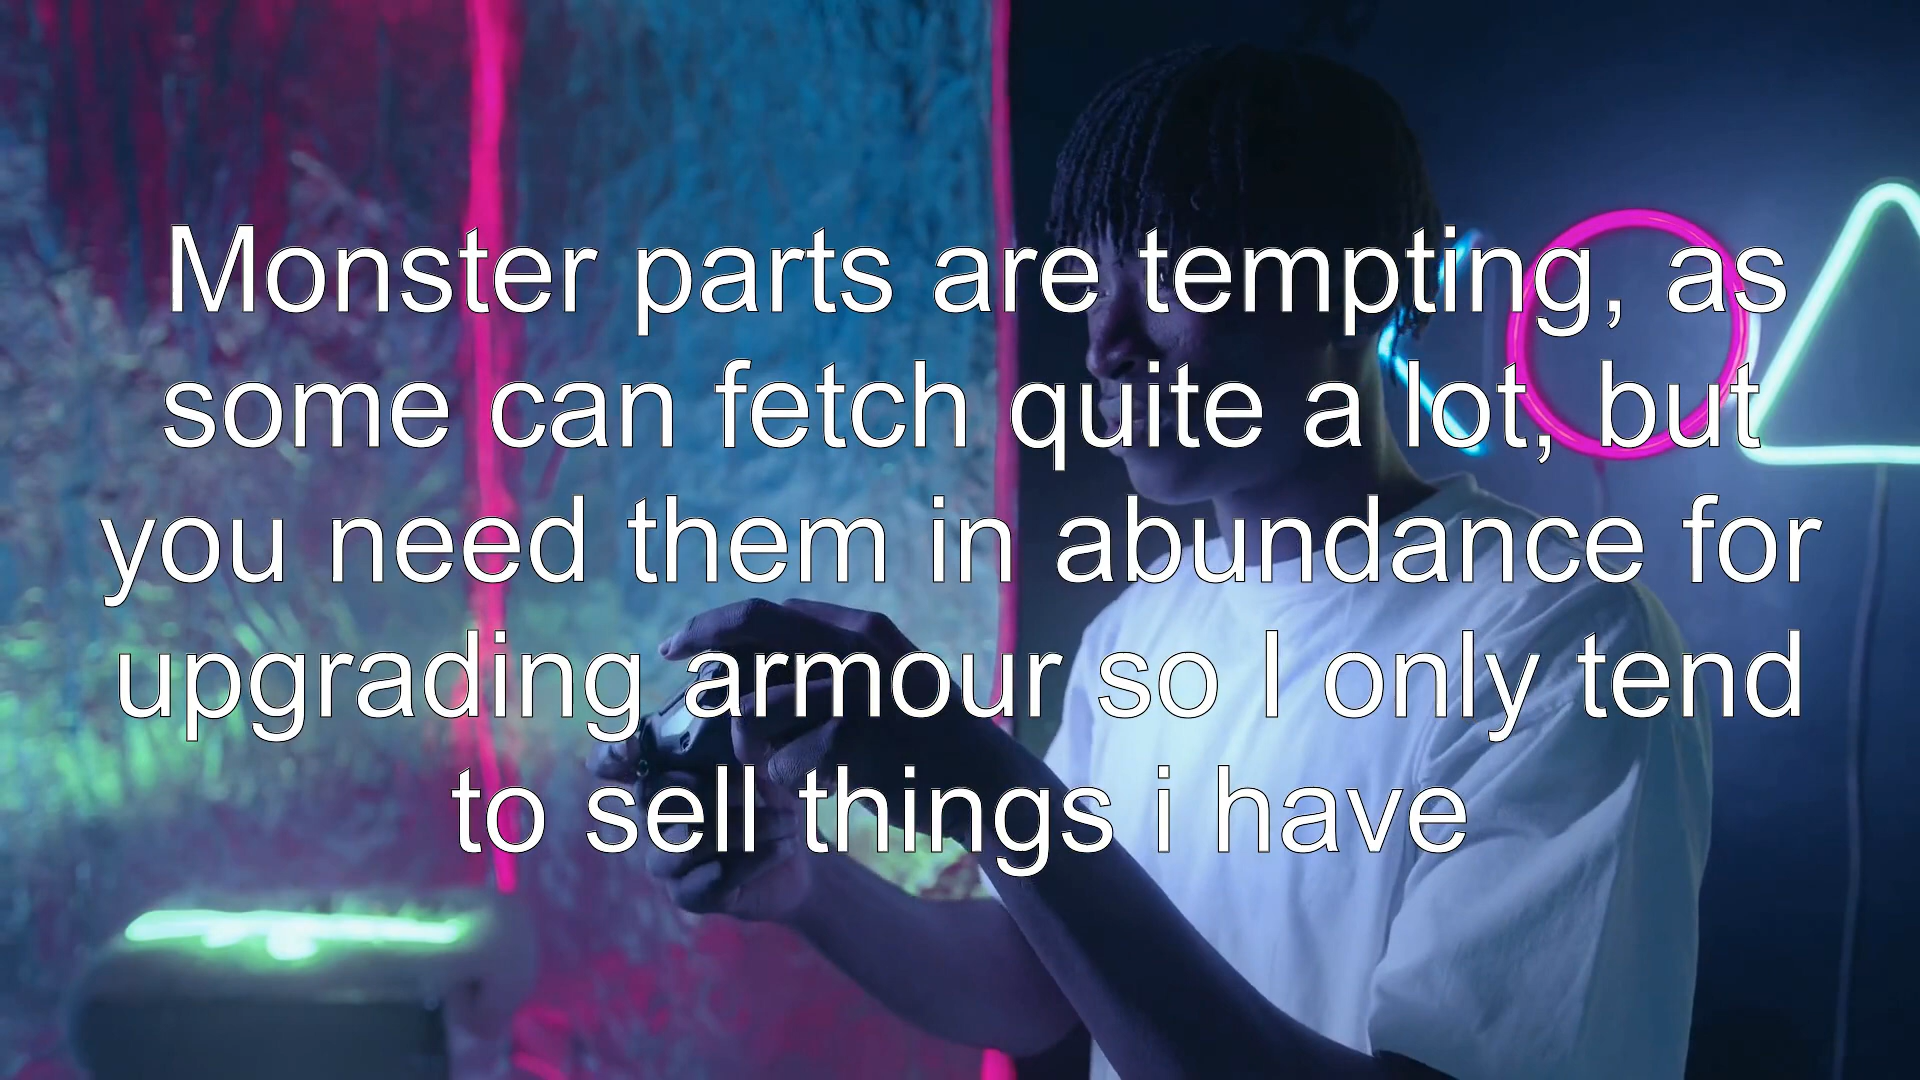 Monster parts are tempting, as
some can fetch quite a lot, but
you need them in abundance for
upgrading armour so I only tend
to sell things i have